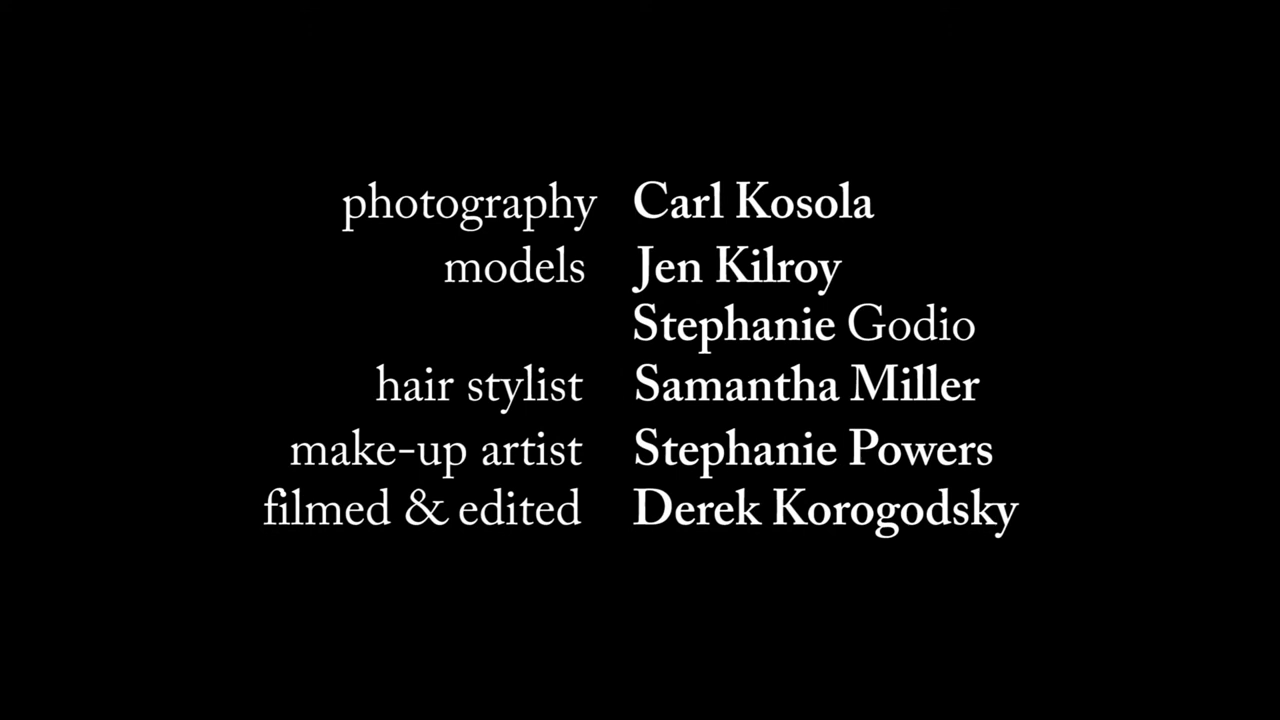 photography Carl Kosola
models Jen Kilroy
Stephanie Godio
hair stylist Samantha Miller
make-up artist Stephanie Powers
filmed & edited Derek Korogodsky